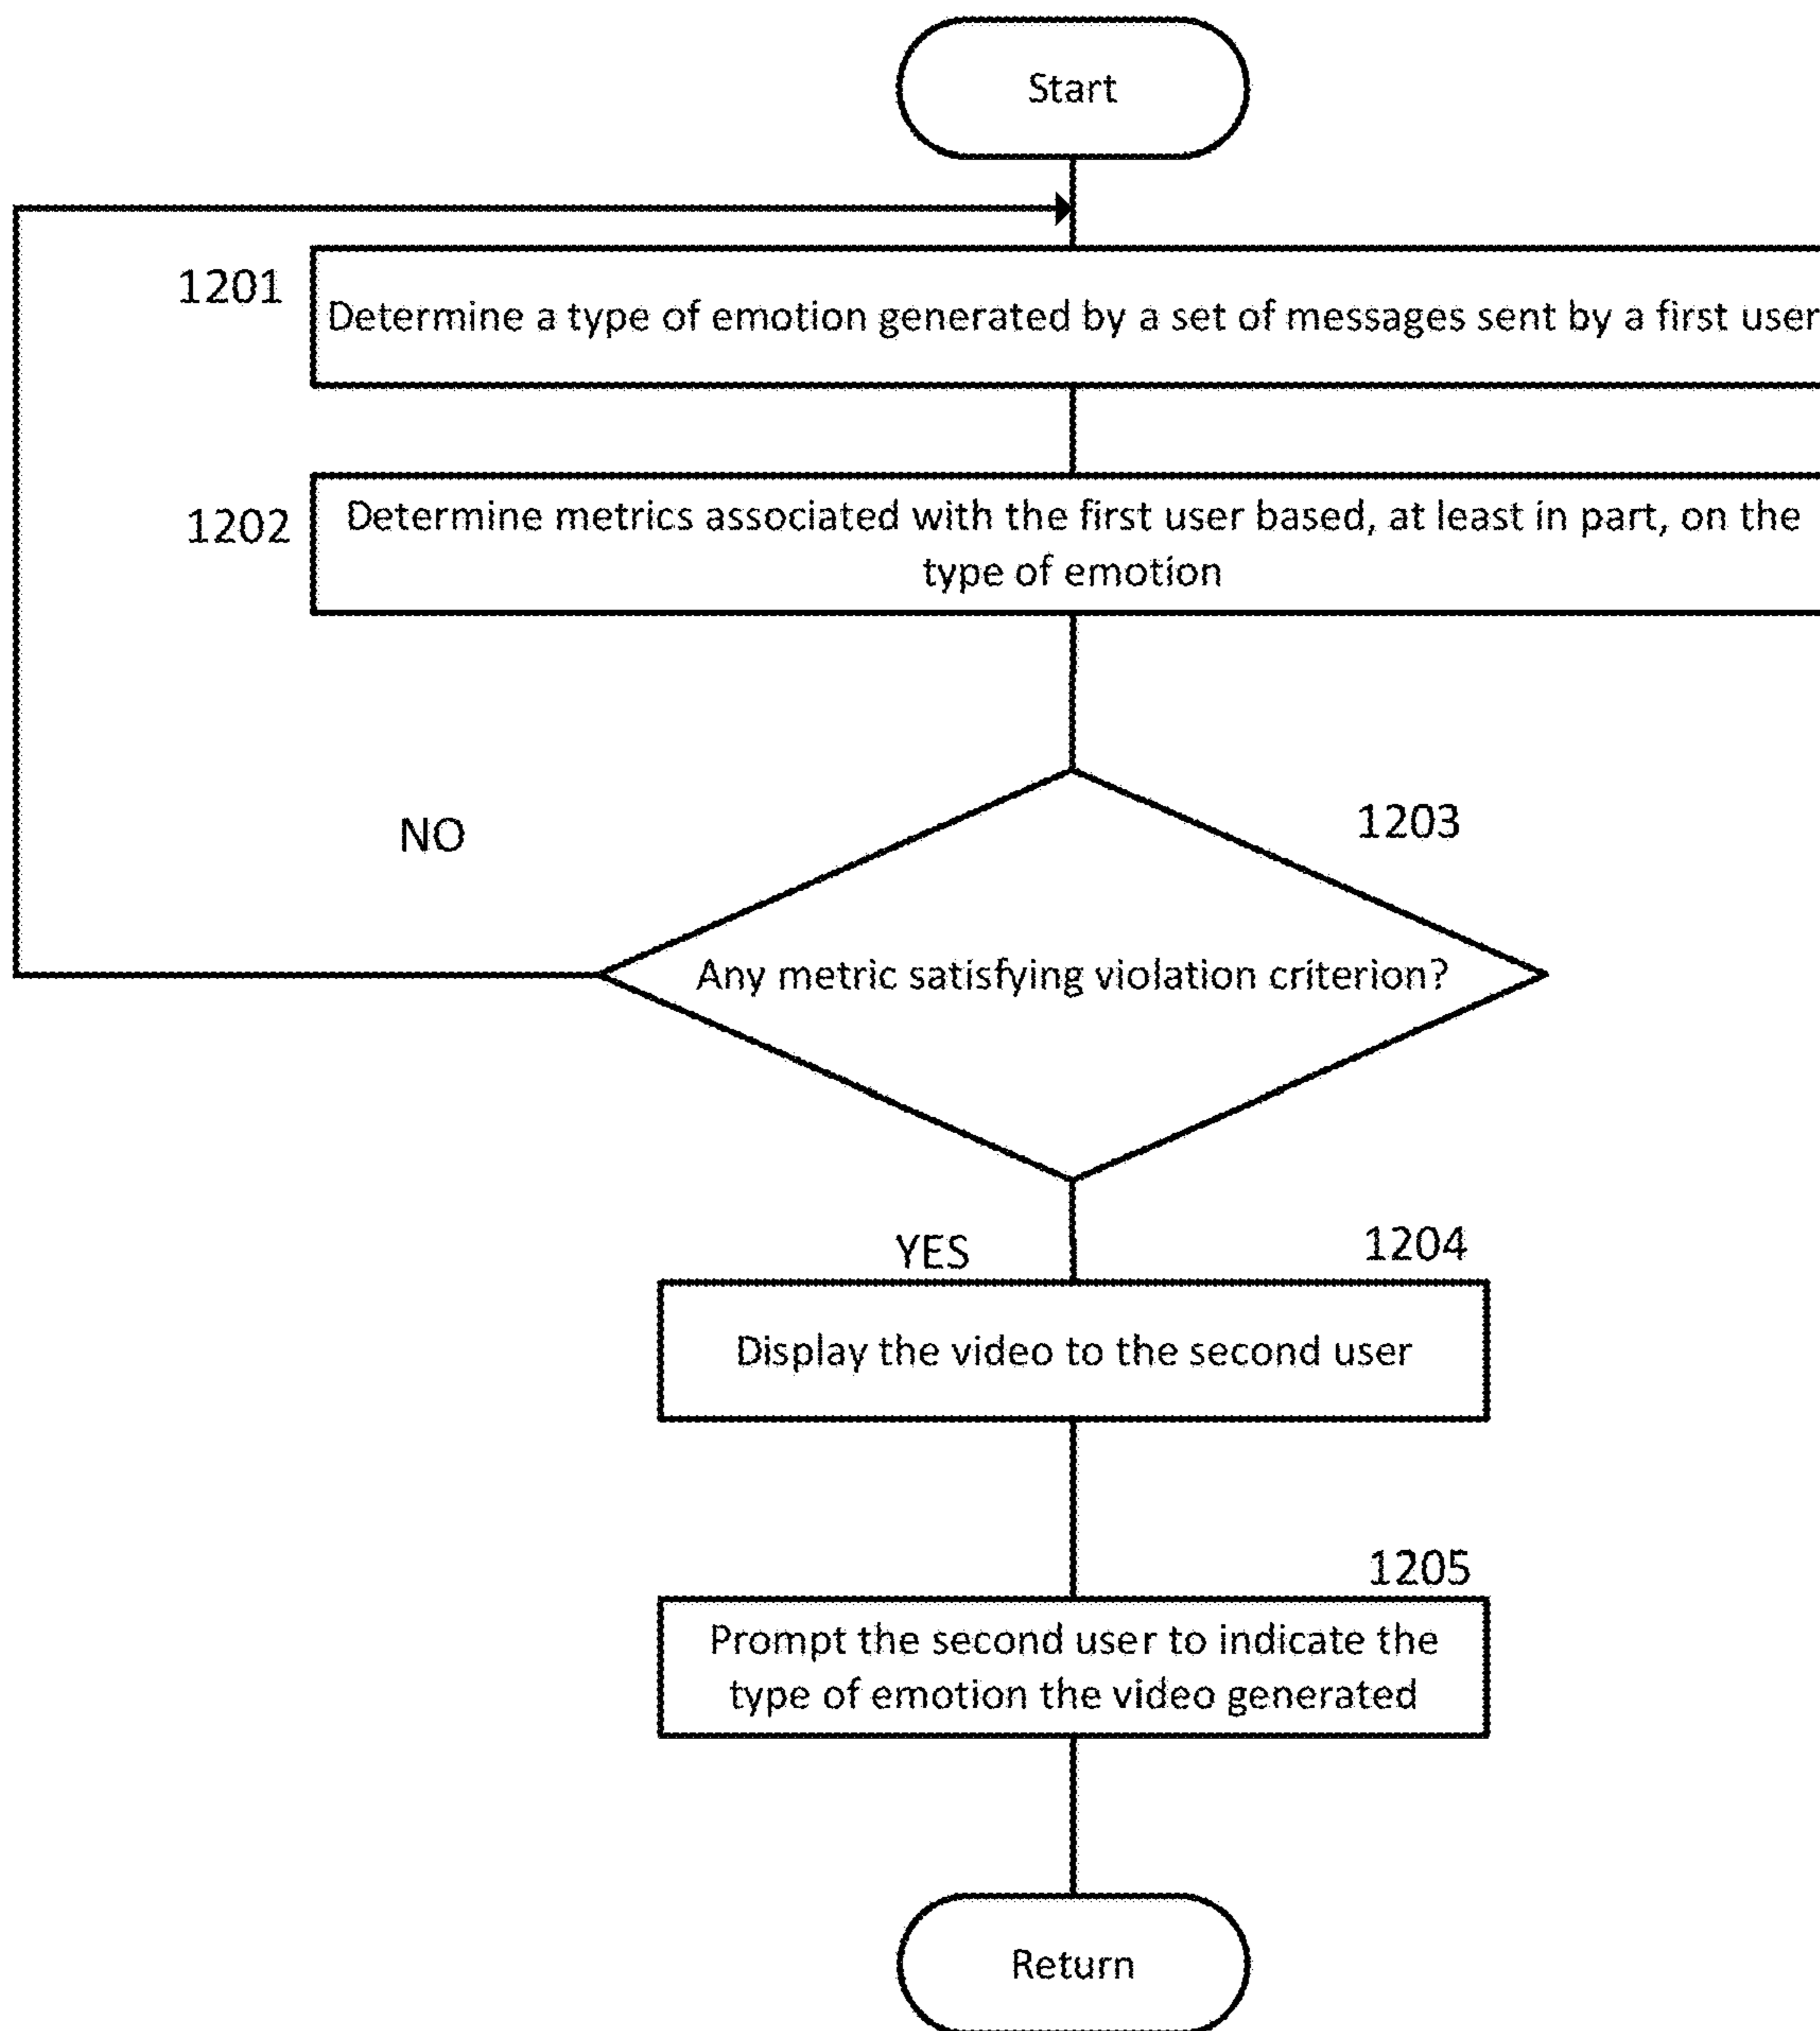 Start
1201
Determine a type of emotion generated by a set of messages sent by a first user
1202
Determine metrics associated with the first user based, at least in part, on the
type of emotion
NO
1203
Any metric satisfying violation criterion?
YES
1204
Display the video to the second user
1205
Prompt the second user to indicate the
type of emotion the video generated
Return